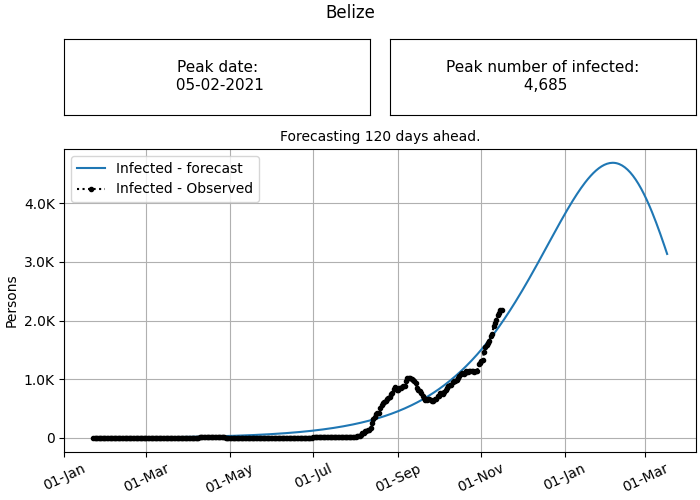 Belize
Peak date:
05-02-2021
Peak number of infected:
4,685
Forecasting 120 days ahead.
Infected - forecast
Infected - Observed
4.0K
3.0K
2.0K
1.0K
0
Persons
01-Jan
01-Mar
01-May
01-Jul
01-Sep
01-Nov
01-Jan
01-Mar